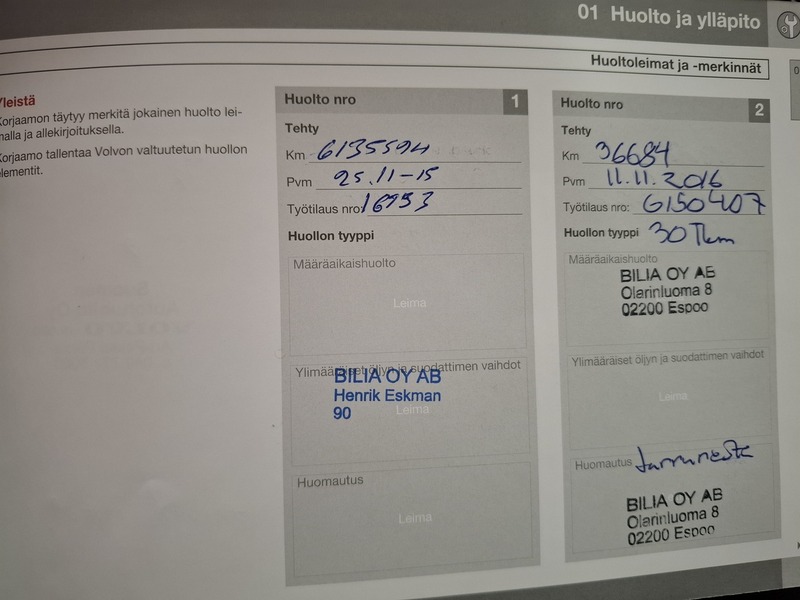 01 Huolto ja ylläpito
Huoltoleimat ja -merkinnät
Yleistä
Korjaamon täytyy merkitä jokainen huolto lei-
malla ja allekirjoituksella.
Korjaamo tallentaa Volvon valtuutetun huollon
elementit.
Huolto nro 1
Tehty
Km 6135594
Pvm 25.11-15
Työtilaus nro: 16953
Huollon tyyppi
Määräaikaishuolto
Leima
Ylimääräiset öljyn ja suodattimen vaihdot
BILIA OY AB
Henrik Eskman
90
Leima
Huomautus
Leima
Huolto nro 2
Tehty
Km 36684
Pvm 11.11.2016
Työtilaus nro: 6150407
Huollon tyyppi 30 Tkm
Määräaikaishuolto
BILIA OY AB
Olarinluoma 8
02200 Espoo
Ylimääräiset öljyn ja suodattimen vaihdot
Leima
Huomautus Jarruneste
BILIA OY AB
Olarinluoma 8
02200 Espoo